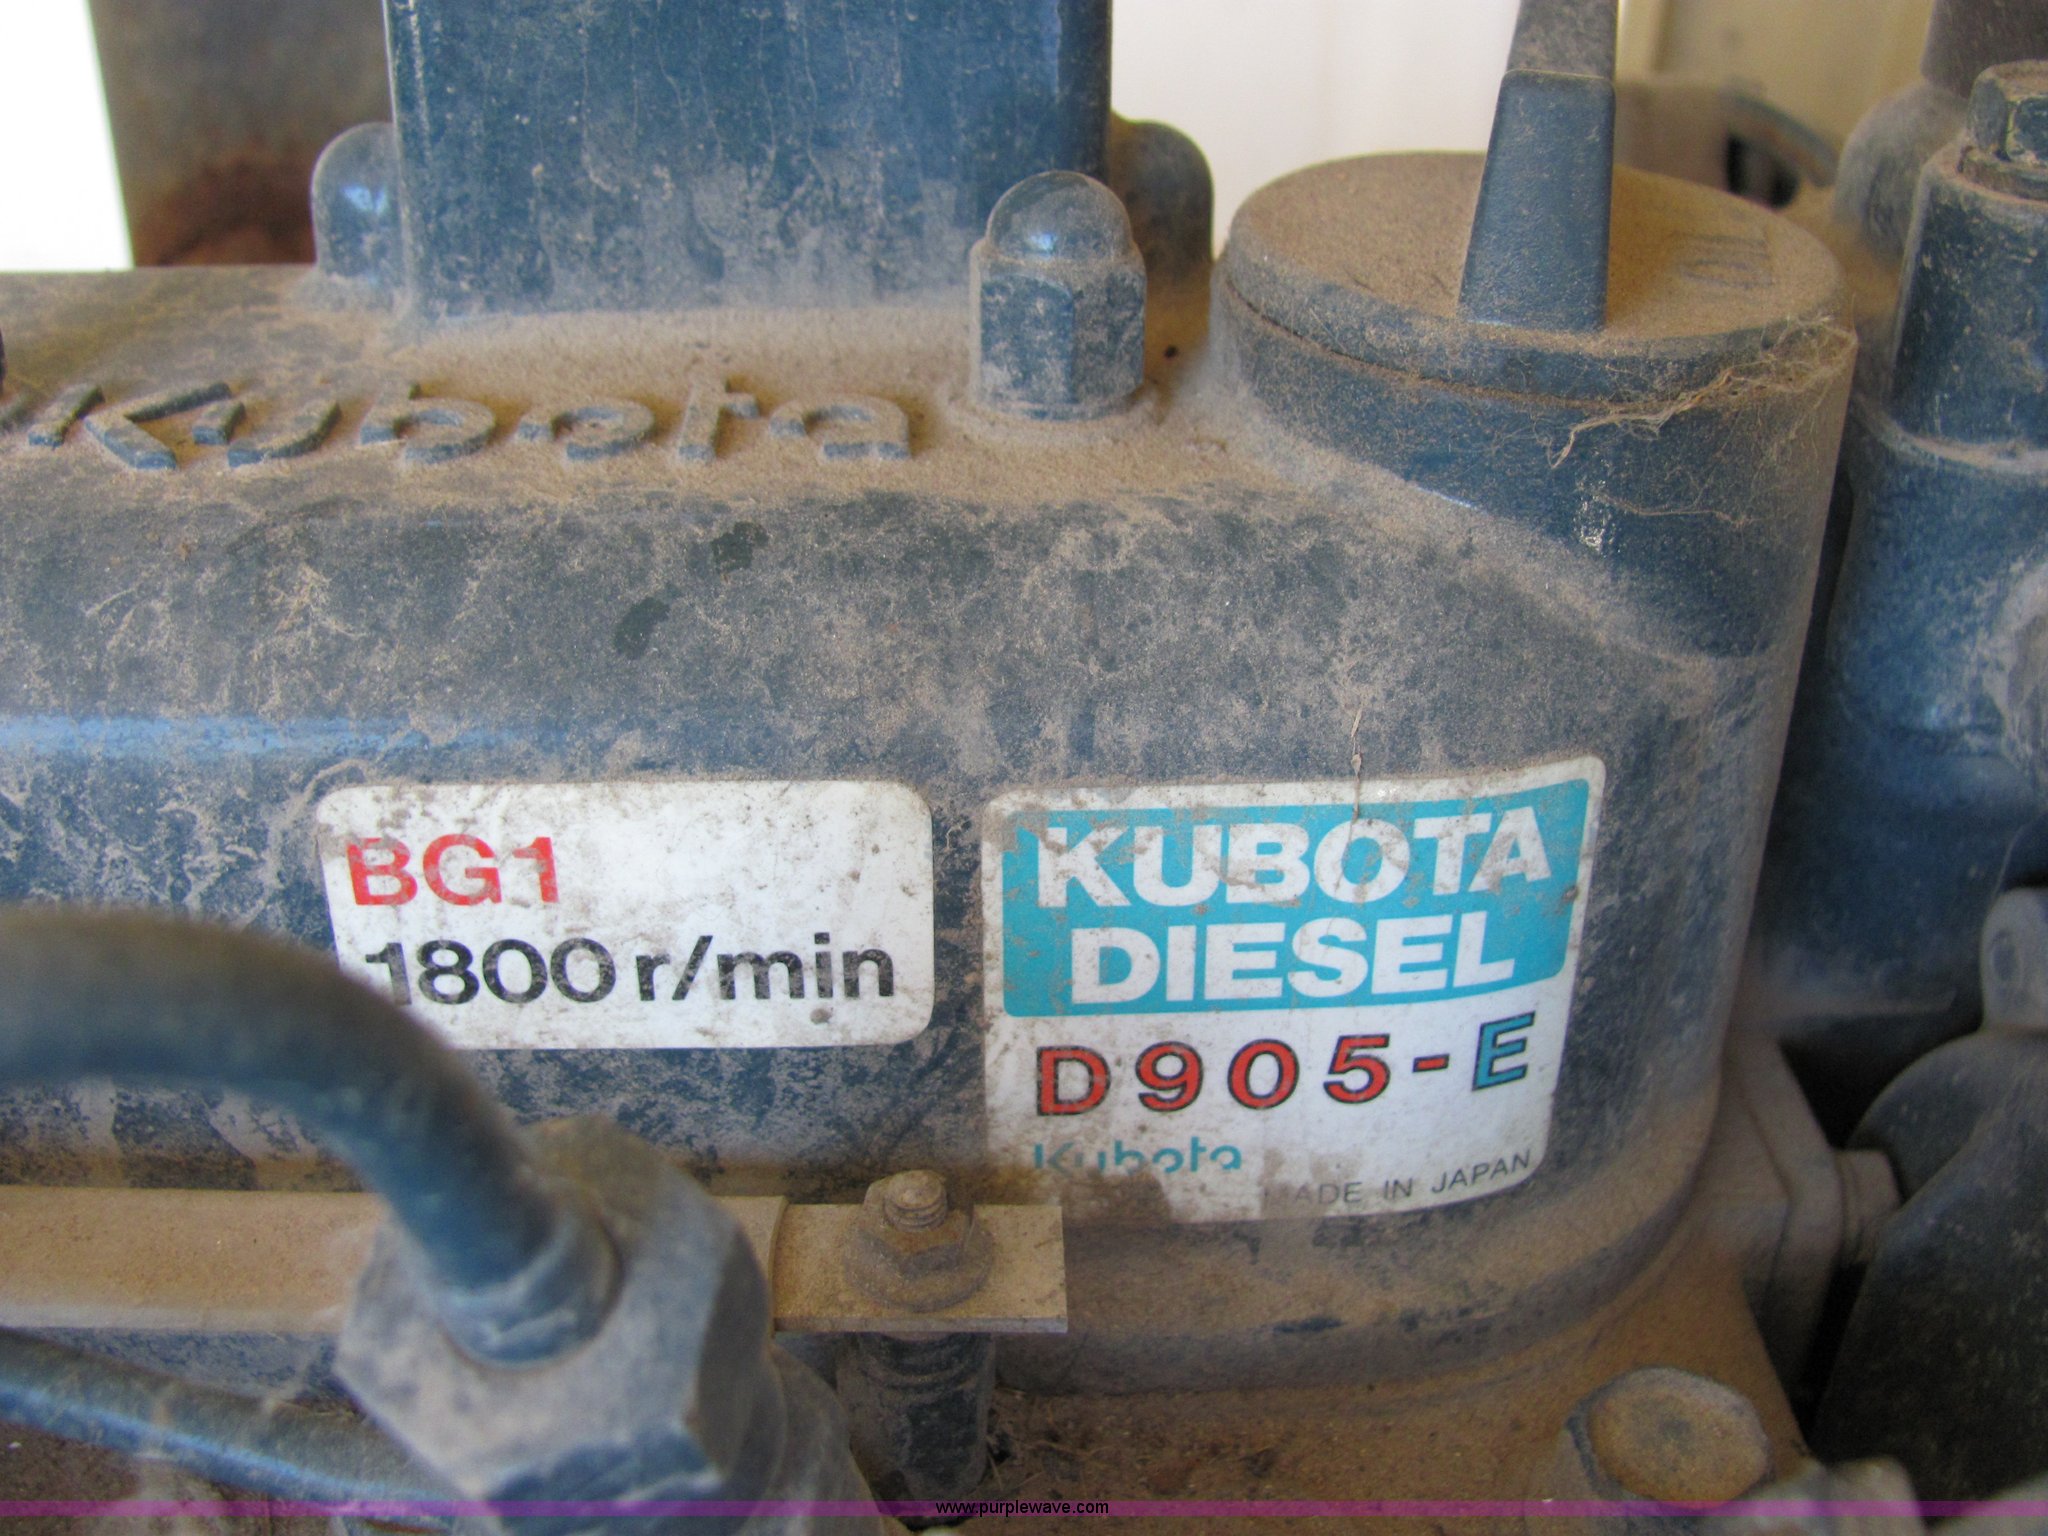 Kubota
BG1
1800 r/min
KUBOTA
DIESEL
D905-E
Kubota
MADE IN JAPAN
www.purplewave.com